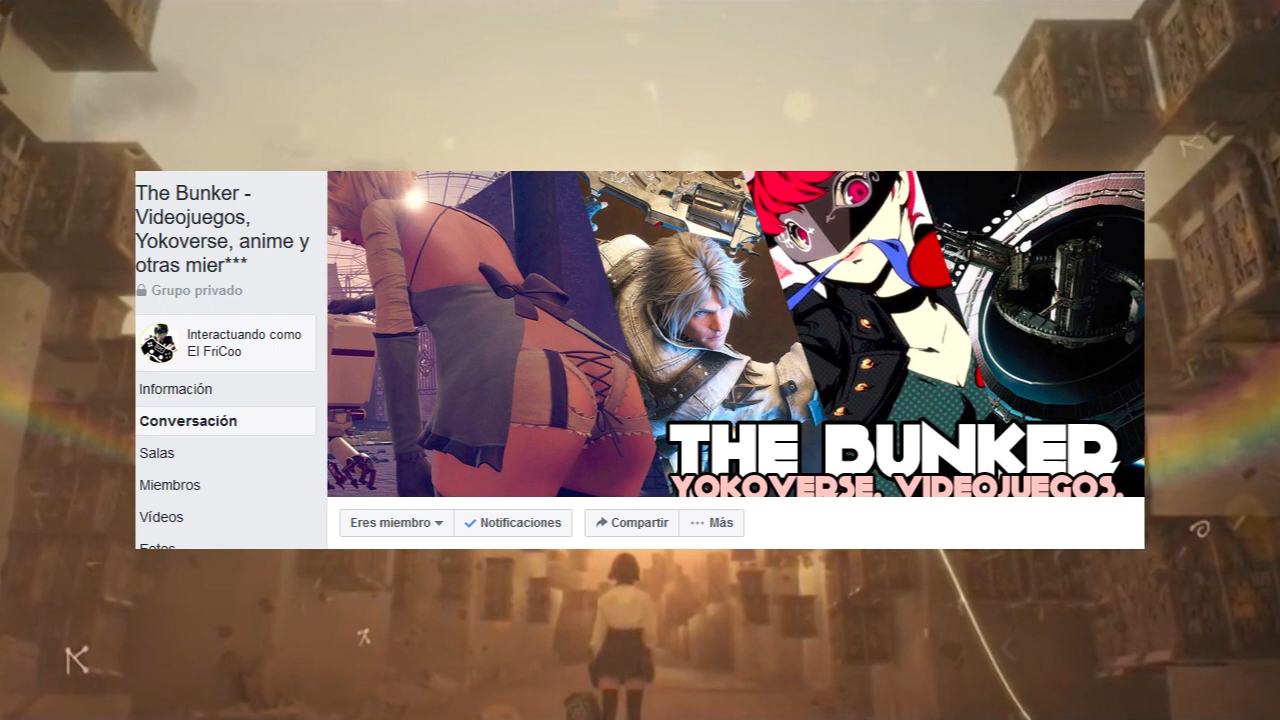 The Bunker -
Videojuegos,
Yokoverse, anime y
otras mier***
Grupo privado
Interactuando como
El FriCoo
Información
Conversación
Salas
Miembros
Vídeos
Fotos
THE BUNKER
YOKOVERSE, VIDEOJUEGOS,
Eres miembro
Notificaciones
Compartir
Más